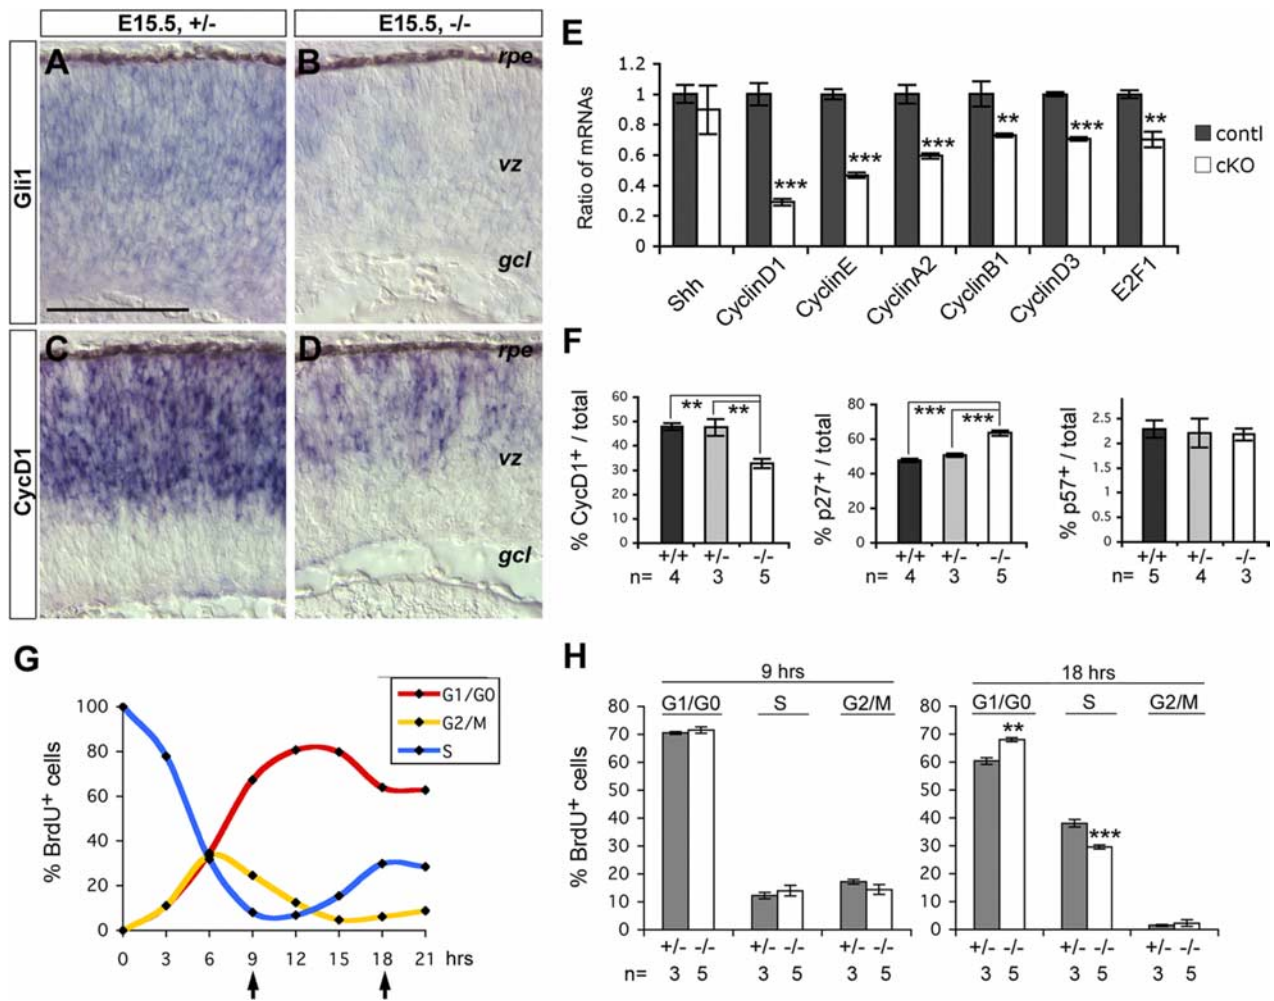 E15.5, +/-
E15.5, -/-
Gli1
A
B
rpe
vz
gcl
CycD1
C
D
rpe
vz
gcl
E
Ratio of mRNAs
1.2
1
0.8
0.6
0.4
0.2
0
***
***
***
**
***
**
Shh
CyclinD1
CyclinE
CyclinA2
CyclinB1
CyclinD3
E2F1
contl
cKO
F
% CycD1+ / total
60
50
40
30
20
10
0
** **
+/+ +/- -/-
n= 4 3 5
% p27+ / total
80
60
40
20
0
*** ***
+/+ +/- -/-
4 3 5
% p57+ / total
2.5
2
1.5
1
0.5
0
+/+ +/- -/-
5 4 3
G
% BrdU+ cells
100
80
60
40
20
0
G1/G0
G2/M
S
0 3 6 9 12 15 18 21 hrs
H
9 hrs
G1/G0 S G2/M
% BrdU+ cells
80
70
60
50
40
30
20
10
0
+/- -/- +/- -/- +/- -/-
n= 3 5 3 5 3 5
18 hrs
G1/G0 S G2/M
80
70
60
50
40
30
20
10
0
**
***
+/- -/- +/- -/- +/- -/-
3 5 3 5 3 5